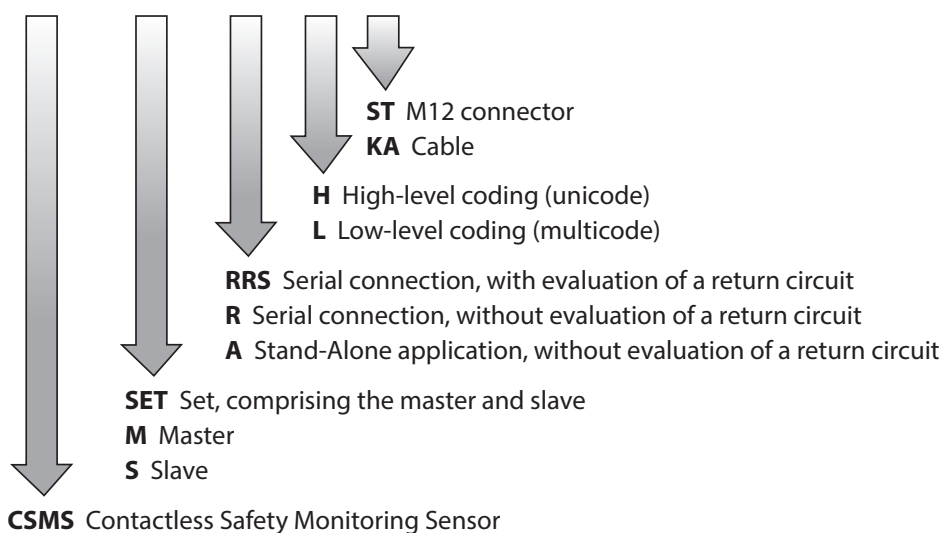 ST M12 connector
KA Cable
H High-level coding (unicode)
L Low-level coding (multicode)
RRS Serial connection, with evaluation of a return circuit
R Serial connection, without evaluation of a return circuit
A Stand-Alone application, without evaluation of a return circuit
SET Set, comprising the master and slave
M Master
S Slave
CSMS Contactless Safety Monitoring Sensor